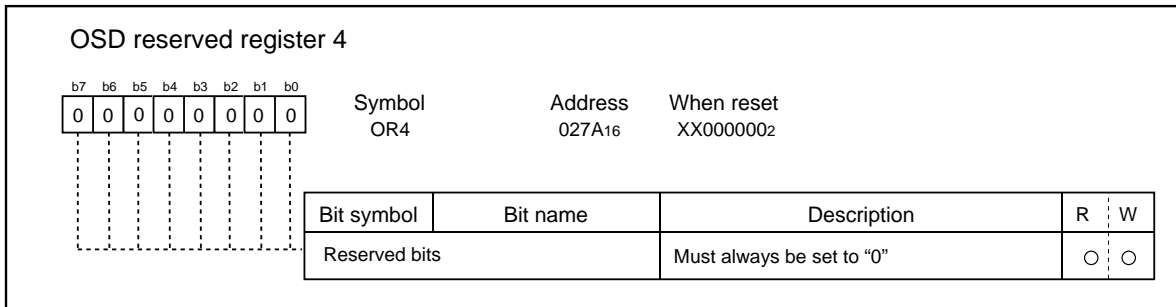 OSD reserved register 4
b7 b6 b5 b4 b3 b2 b1 b0
0 0 0 0 0 0 0 0
Symbol Address When reset
OR4 027A16 XX0000002
Bit symbol Bit name Description R W
Reserved bits Must always be set to “0”